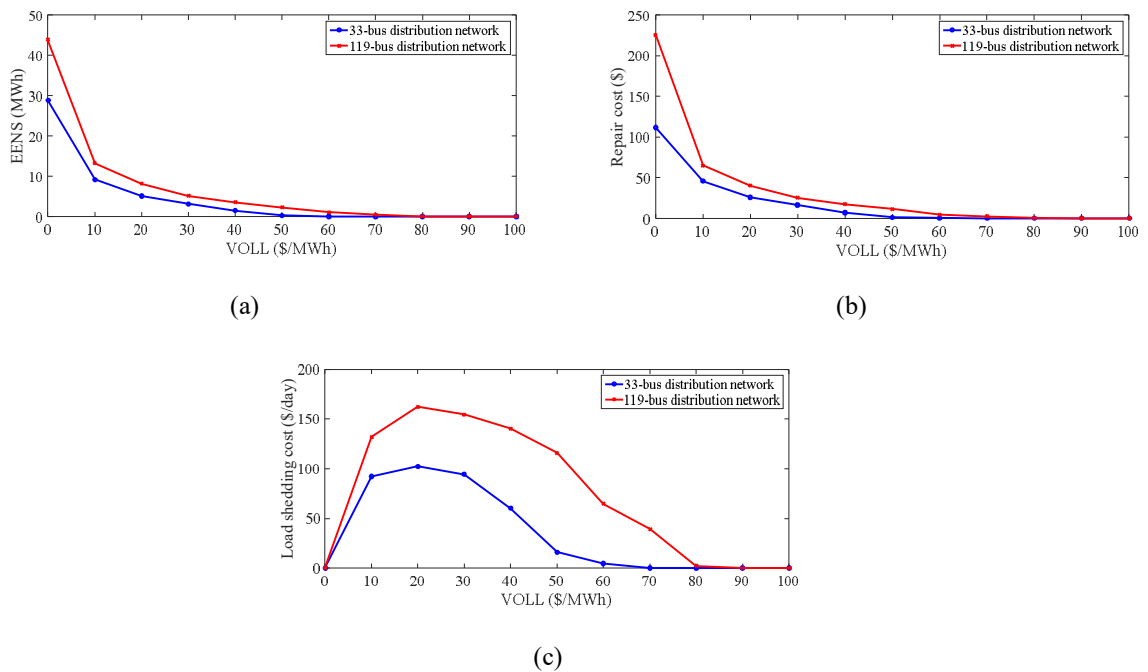 50
40
30
20
10
0
EENS (MWh)
33-bus distribution network
119-bus distribution network
0 10 20 30 40 50 60 70 80 90 100
VOLL ($/MWh)
(a)
250
200
150
100
50
0
Repair cost ($)
33-bus distribution network
119-bus distribution network
0 10 20 30 40 50 60 70 80 90 100
VOLL ($/MWh)
(b)
200
150
100
50
0
Load shedding cost ($/day)
33-bus distribution network
119-bus distribution network
0 10 20 30 40 50 60 70 80 90 100
VOLL ($/MWh)
(c)